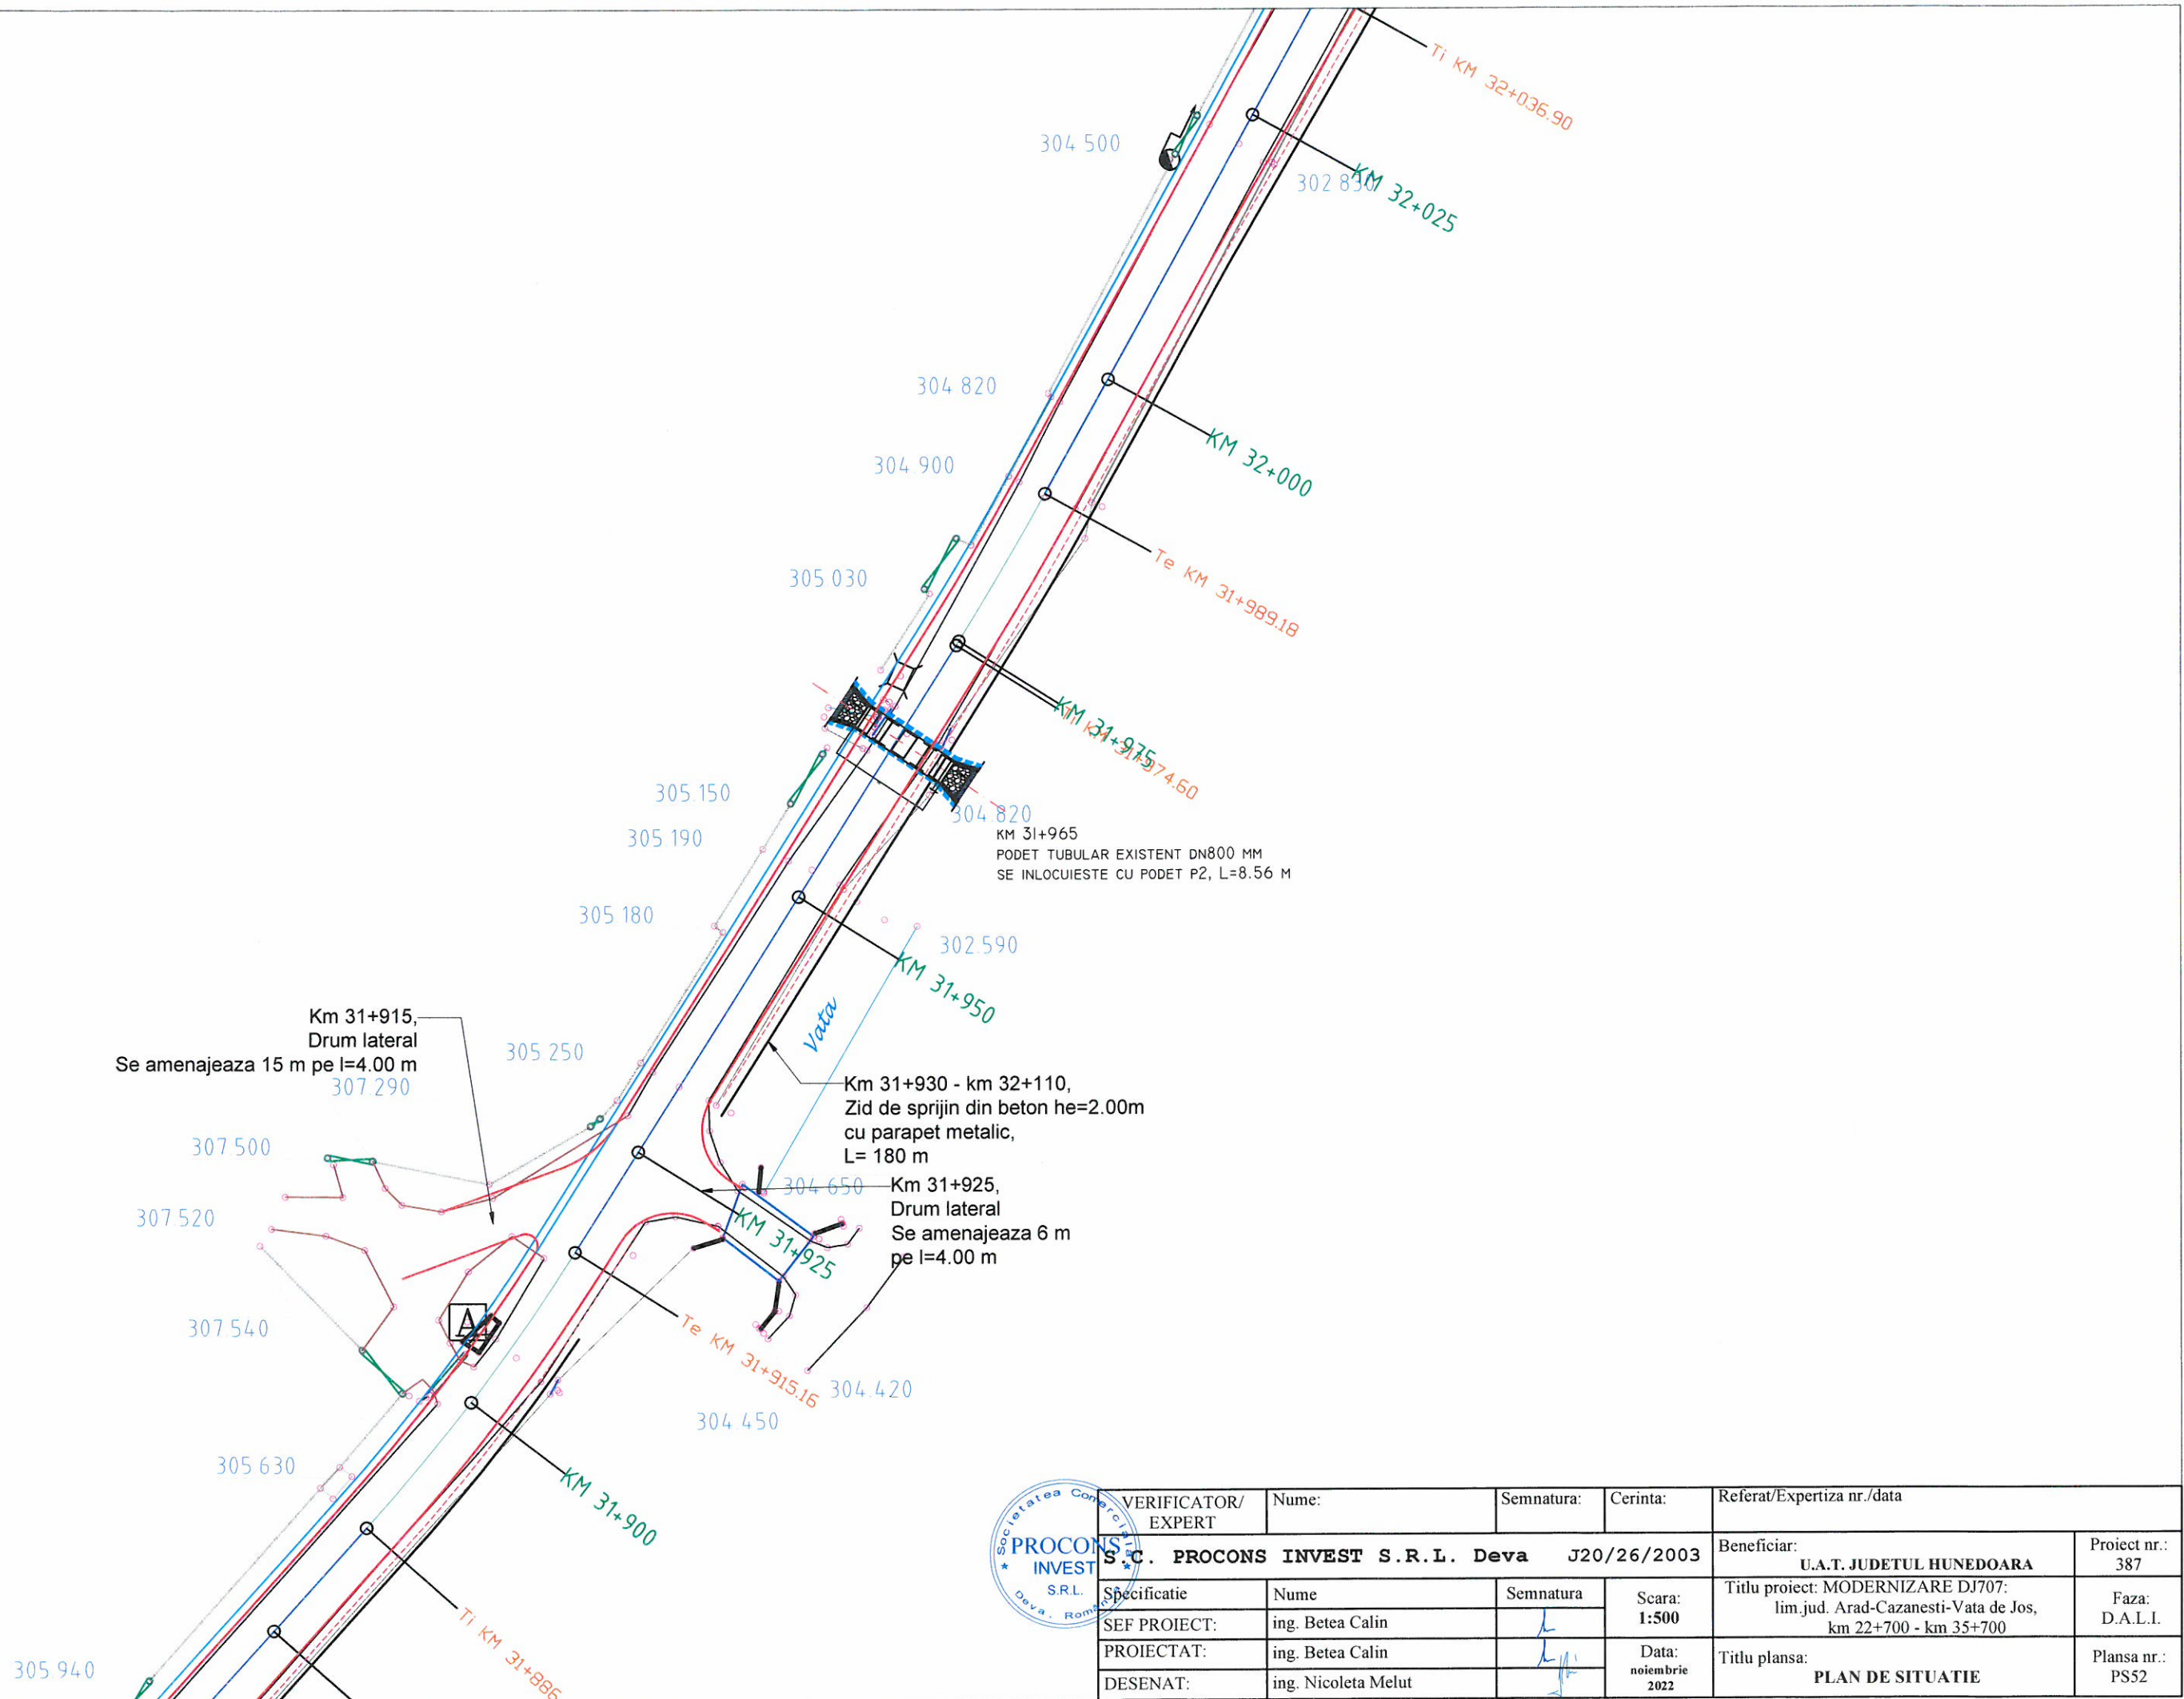 Ti KM 32+036.90
304 500
302 830
KM 32+025
304 820
KM 32+000
304 900
Te KM 31+989.18
305 030
KM 31+975
Ti KM 31+974.60
305.150
304.820
305.190
KM 31+965
PODET TUBULAR EXISTENT DN800 MM
SE INLOCUIESTE CU PODET P2, L=8.56 M
305 180
302.590
KM 31+950
Vata
Km 31+915,
Drum lateral
Se amenajeaza 15 m pe l=4.00 m
305 250
307 290
Km 31+930 - km 32+110,
Zid de sprijin din beton he=2.00m
cu parapet metalic,
L= 180 m
307 500
304 650
Km 31+925,
Drum lateral
Se amenajeaza 6 m
pe l=4.00 m
307 520
KM 31+925
307 540
A
Te KM 31+915.16
304.420
304 450
305 630
KM 31+900
Ti KM 31+886
305 940
Societatea Comerciala
PROCONS
INVEST
S.R.L.
Deva. România
VERIFICATOR/
EXPERT
Nume:
Semnatura:
Cerinta:
Referat/Expertiza nr./data
S.C. PROCONS INVEST S.R.L. Deva J20/26/2003
Beneficiar:
U.A.T. JUDETUL HUNEDOARA
Proiect nr.:
387
Specificatie
Nume
Semnatura
Scara:
1:500
Titlu proiect: MODERNIZARE DJ707:
lim.jud. Arad-Cazanesti-Vata de Jos,
km 22+700 - km 35+700
Faza:
D.A.L.I.
SEF PROIECT:
ing. Betea Calin
PROIECTAT:
ing. Betea Calin
Data:
noiembrie
2022
Titlu plansa:
PLAN DE SITUATIE
Plansa nr.:
PS52
DESENAT:
ing. Nicoleta Melut